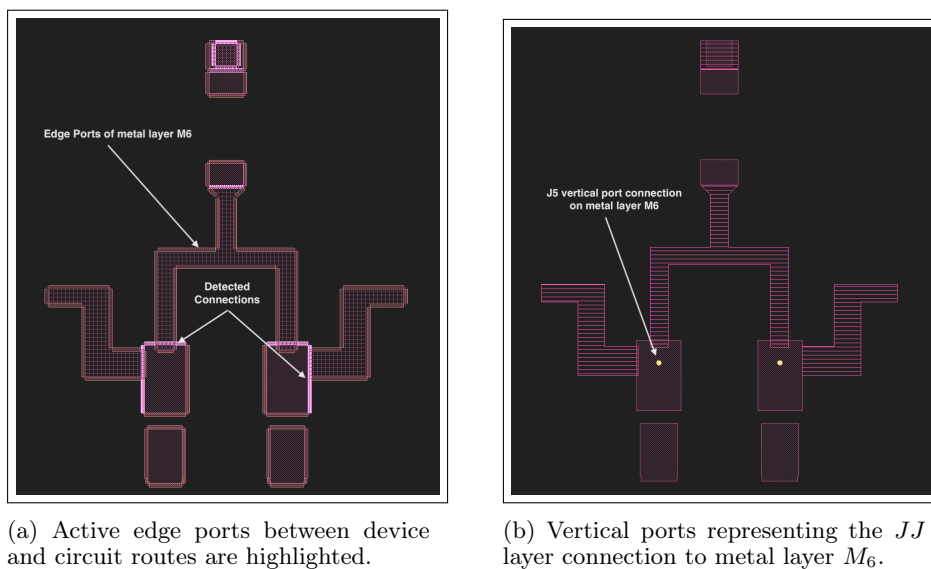 Edge Ports of metal layer M6
Detected
Connections
J5 vertical port connection
on metal layer M6
(a) Active edge ports between device
and circuit routes are highlighted.
(b) Vertical ports representing the JJ
layer connection to metal layer M₆.